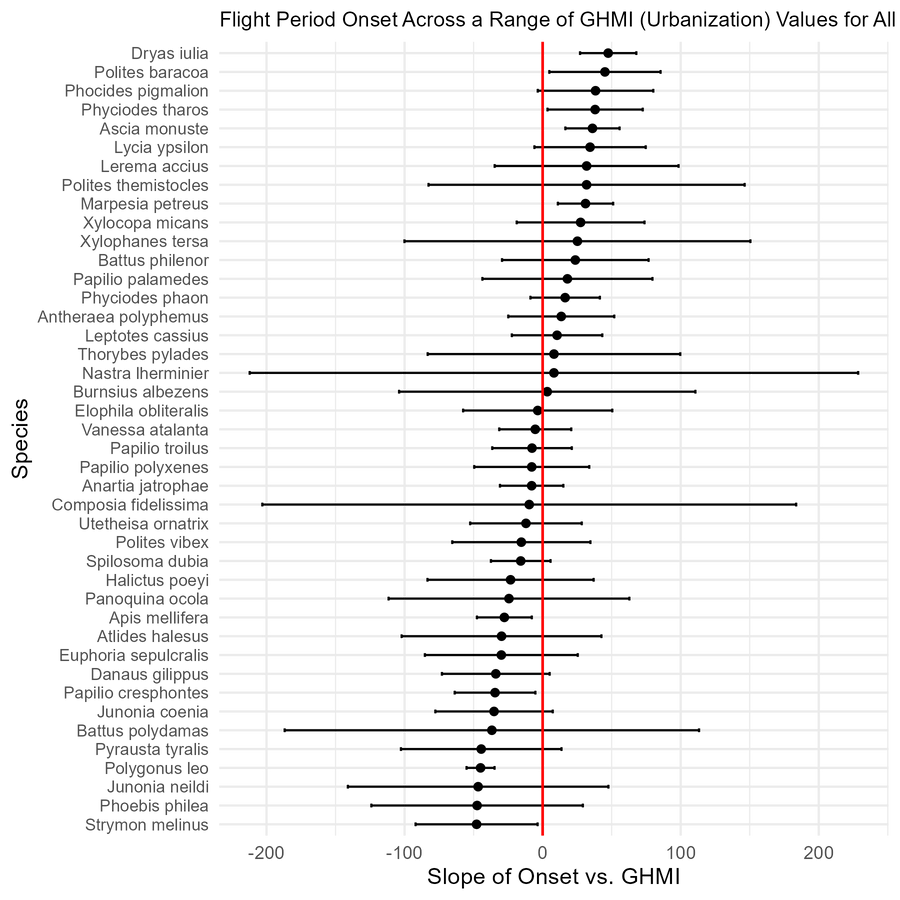 Flight Period Onset Across a Range of GHMI (Urbanization) Values for All
Species
Dryas iulia
Polites baracoa
Phocides pigmalion
Phyciodes tharos
Ascia monuste
Lycia ypsilon
Lerema accius
Polites themistocles
Marpesia petreus
Xylocopa micans
Xylophanes tersa
Battus philenor
Papilio palamedes
Phyciodes phaon
Antheraea polyphemus
Leptotes cassius
Thorybes pylades
Nastra lherminier
Burnsius albezens
Elophila obliteralis
Vanessa atalanta
Papilio troilus
Papilio polyxenes
Anartia jatrophae
Composia fidelissima
Utetheisa ornatrix
Polites vibex
Spilosoma dubia
Halictus poeyi
Panoquina ocola
Apis mellifera
Atlides halesus
Euphoria sepulcralis
Danaus gilippus
Papilio cresphontes
Junonia coenia
Battus polydamas
Pyrausta tyralis
Polygonus leo
Junonia neildi
Phoebis philea
Strymon melinus
-200 -100 0 100 200
Slope of Onset vs. GHMI